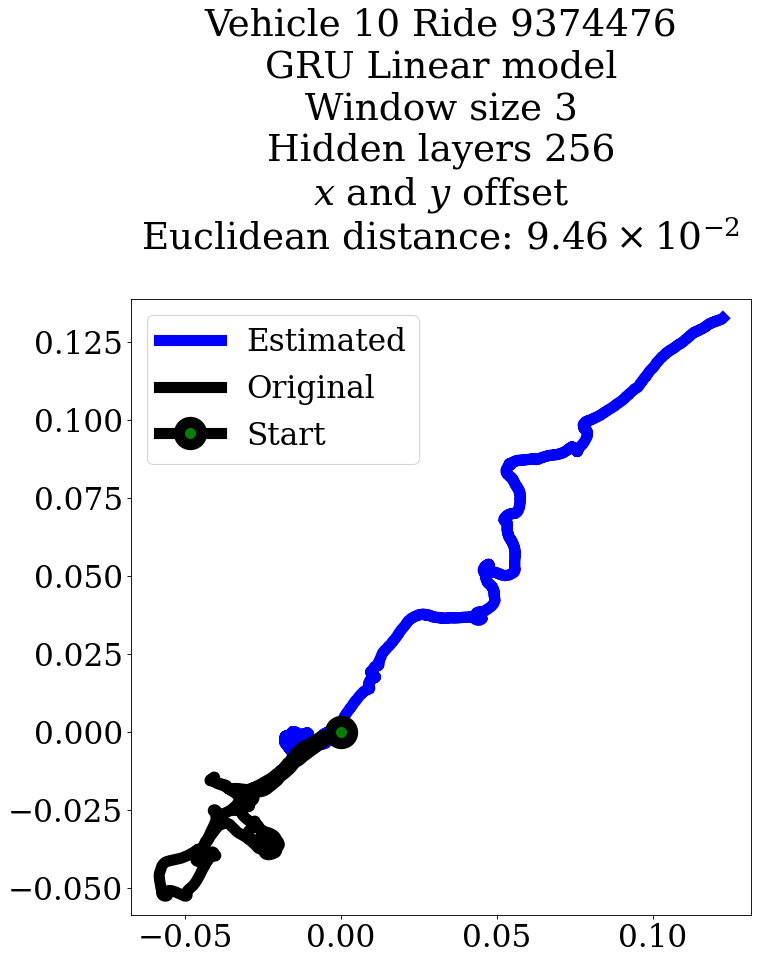 Vehicle 10 Ride 9374476
GRU Linear model
Window size 3
Hidden layers 256
x and y offset
Euclidean distance: 9.46 × 10⁻²
Estimated
Original
Start
0.125
0.100
0.075
0.050
0.025
0.000
−0.025
−0.050
−0.05 0.00 0.05 0.10